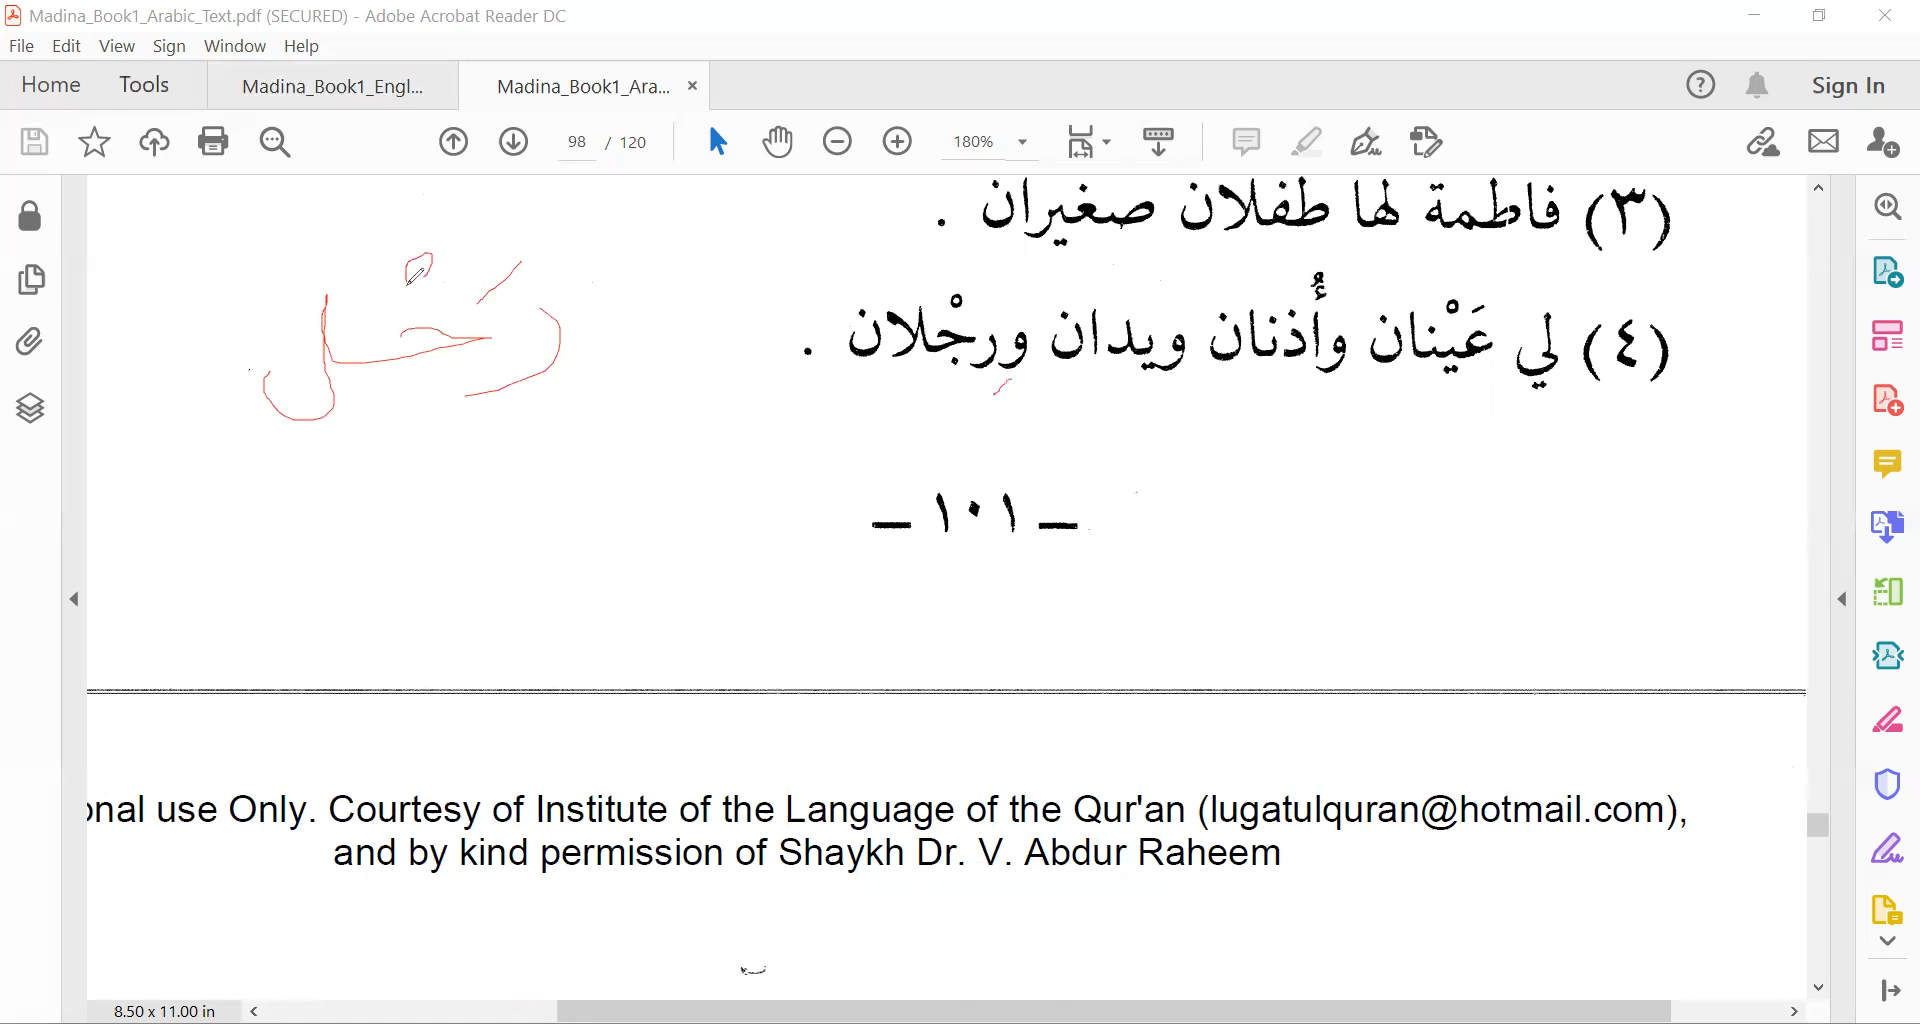 Madina_Book1_Arabic_Text.pdf (SECURED) - Adobe Acrobat Reader DC
File Edit View Sign Window Help
Home Tools Madina_Book1_Engl... Madina_Book1_Ara... × Sign In
98 / 120 180%
(٣) فاطمة لها طفلان صغيران .
(٤) لي عَيْنان وأُذنان ويدان ورجْلان .
– ١٠١ –
onal use Only. Courtesy of Institute of the Language of the Qur'an (lugatulquran@hotmail.com),
and by kind permission of Shaykh Dr. V. Abdur Raheem
8.50 x 11.00 in